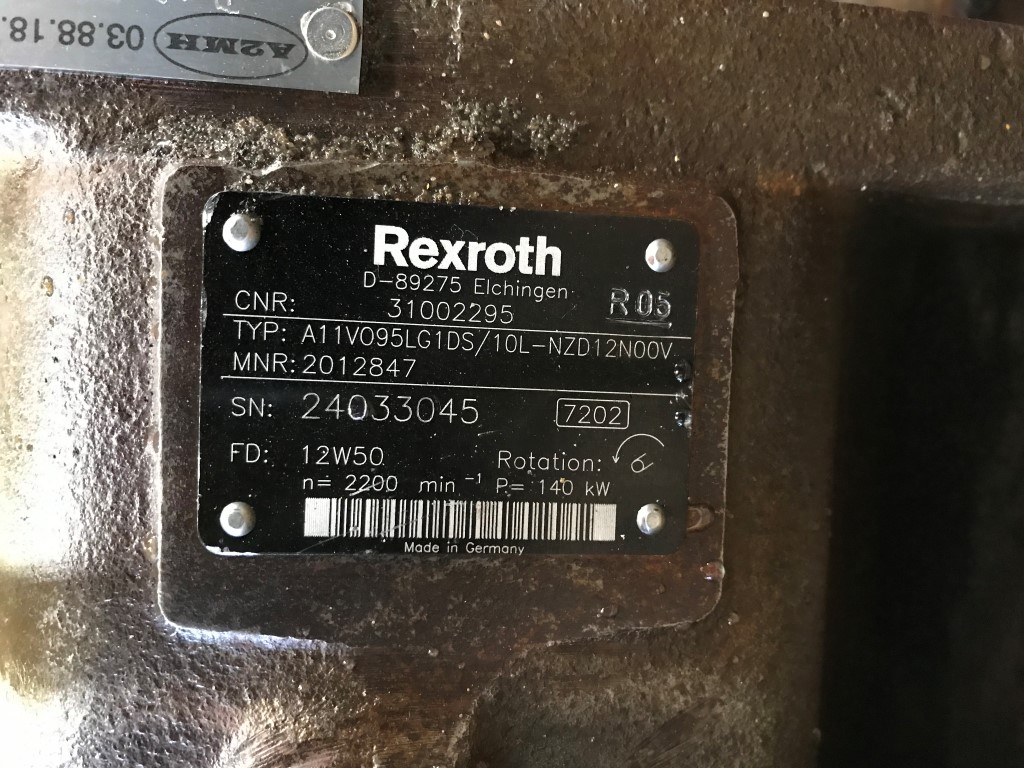 03.88.18. A2MH
Rexroth
D-89275 Elchingen
CNR: 31002295 R 05
TYP: A11VO95LG1DS/10L-NZD12N00V
MNR: 2012847
SN: 24033045 7202
FD: 12W50 Rotation:
n= 2200 min⁻¹ P= 140 kW
Made in Germany